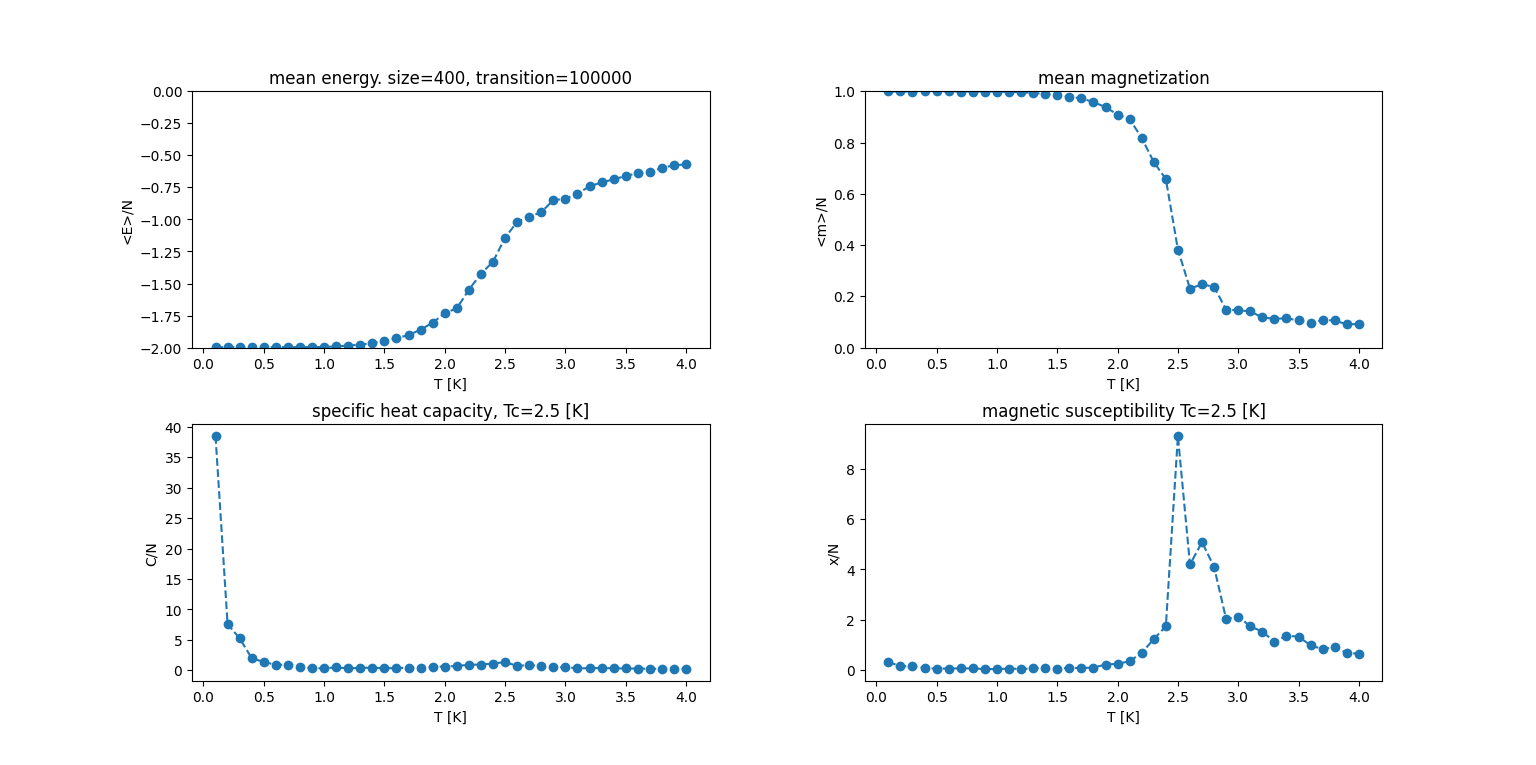 mean energy. size=400, transition=100000
0.00
−0.25
−0.50
−0.75
−1.00
−1.25
−1.50
−1.75
−2.00
<E>/N
0.0 0.5 1.0 1.5 2.0 2.5 3.0 3.5 4.0
T [K]
mean magnetization
1.0
0.8
0.6
0.4
0.2
0.0
<m>/N
0.0 0.5 1.0 1.5 2.0 2.5 3.0 3.5 4.0
T [K]
specific heat capacity, Tc=2.5 [K]
40
35
30
25
20
15
10
5
0
C/N
0.0 0.5 1.0 1.5 2.0 2.5 3.0 3.5 4.0
T [K]
magnetic susceptibility Tc=2.5 [K]
8
6
4
2
0
x/N
0.0 0.5 1.0 1.5 2.0 2.5 3.0 3.5 4.0
T [K]